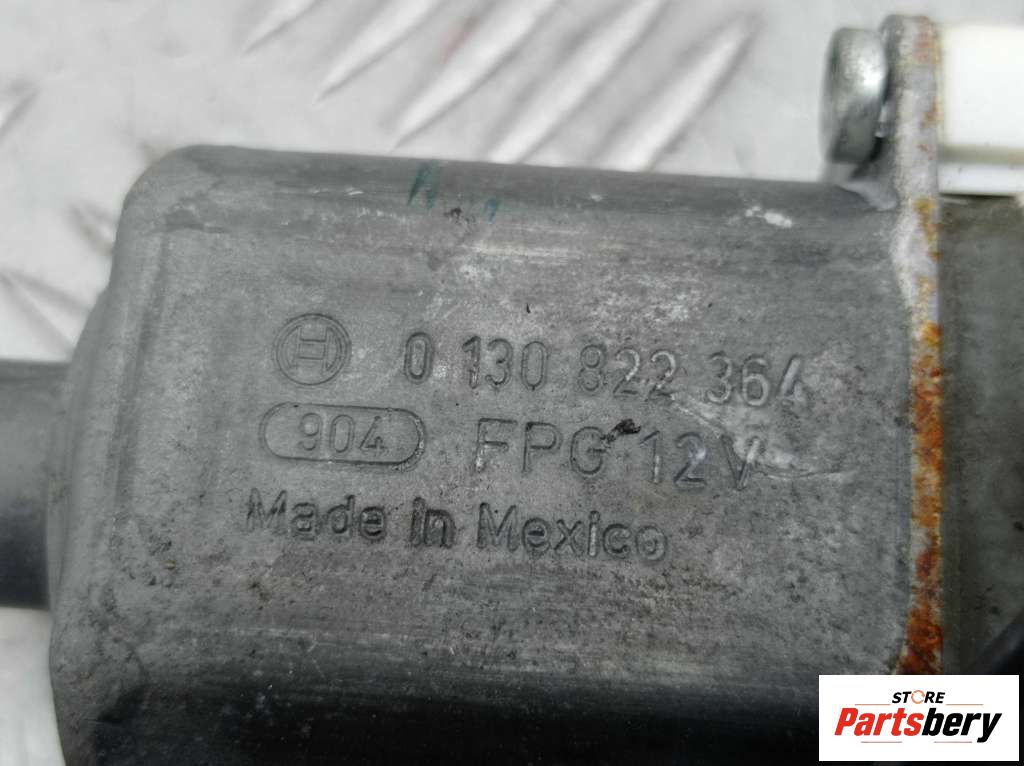 0 130 822 364
904 FPG 12V
Made in Mexico
STORE
Partsbery